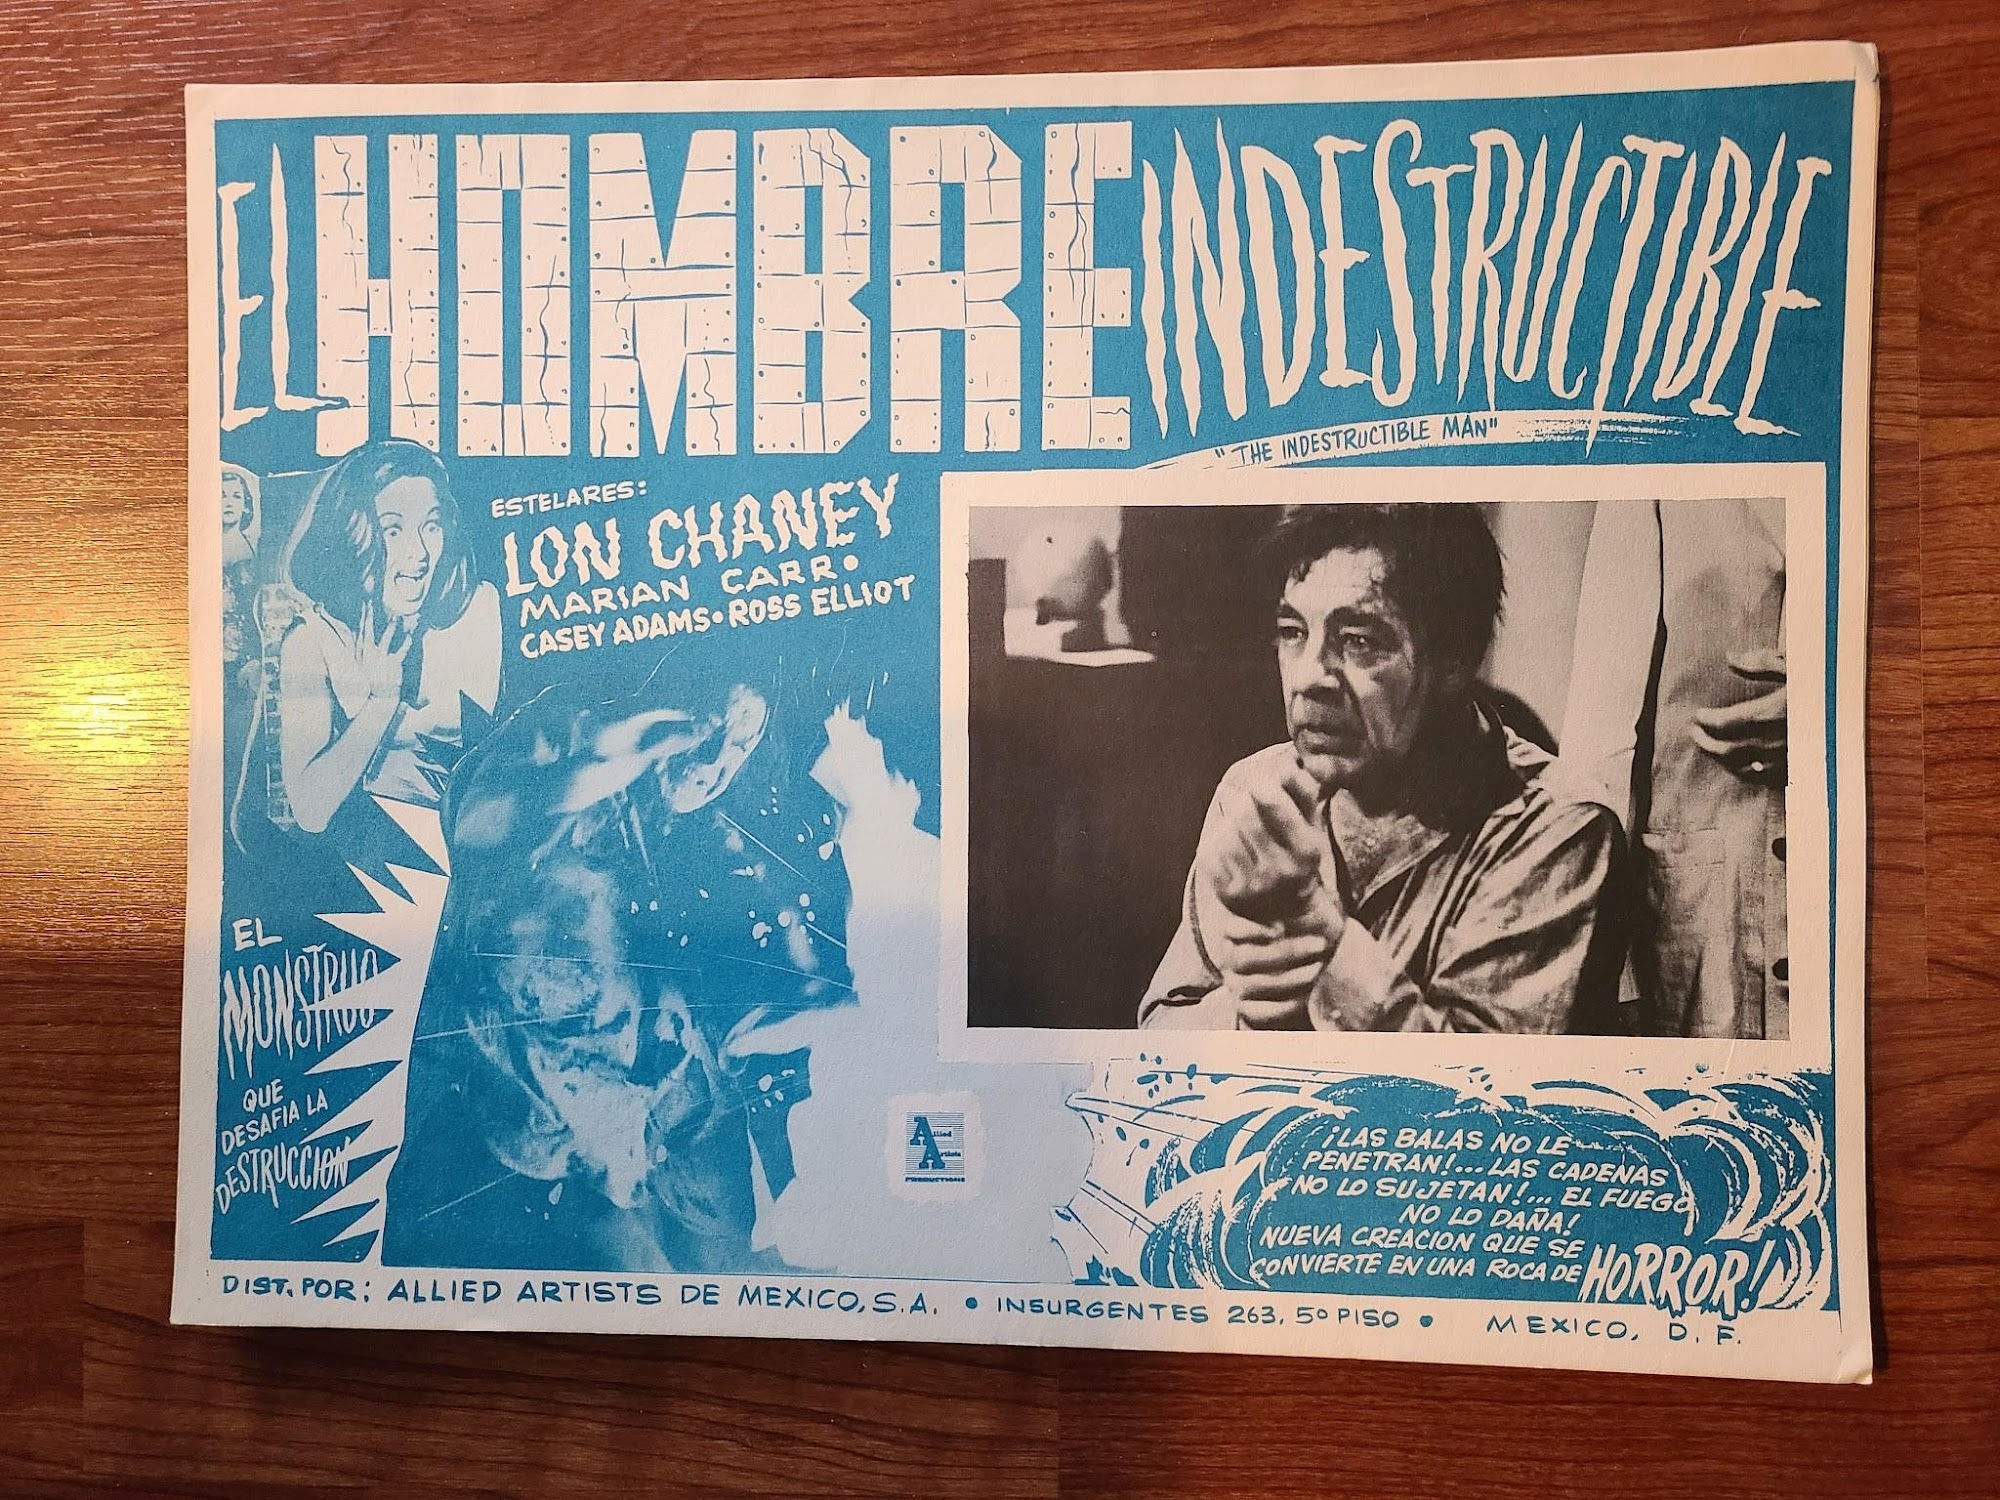 EL HOMBRE INDESTRUCTIBLE
"THE INDESTRUCTIBLE MAN"
ESTELARES:
LON CHANEY
MARIAN CARR •
CASEY ADAMS • ROSS ELLIOT
EL
MONSTRUO
QUE
DESAFIA LA
DESTRUCCION
Allied
Artists
PRODUCTIONS
¡LAS BALAS NO LE
PENETRAN!... LAS CADENAS
NO LO SUJETAN!... EL FUEGO
NO LO DAÑA!
NUEVA CREACION QUE SE
CONVIERTE EN UNA ROCA DE HORROR!
DIST. POR: ALLIED ARTISTS DE MEXICO, S.A. • INSURGENTES 263, 5º PISO • MEXICO, D. F.